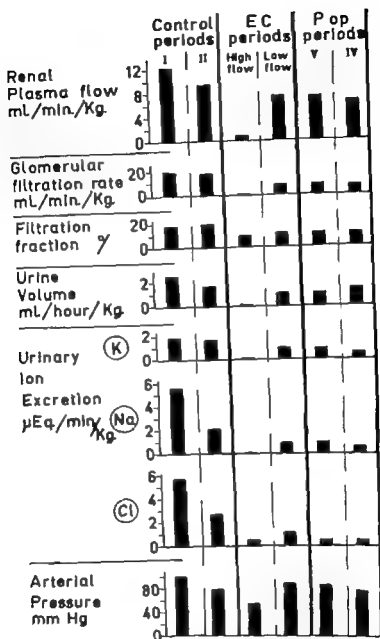 Control periods
EC periods
Pop periods
I
II
High flow
Low flow
V
IV
Renal
Plasma flow
ml/min./Kg.
12
8
4
0
Glomerular
filtration rate
ml/min./Kg.
20
0
Filtration
fraction %
20
0
Urine
Volume
ml/hour/Kg.
2
0
Urinary
Ion
Excretion
µEq./min/Kg
K
2
0
Na
6
4
2
0
Cl
6
4
2
0
Arterial
Pressure
mm Hg
80
40